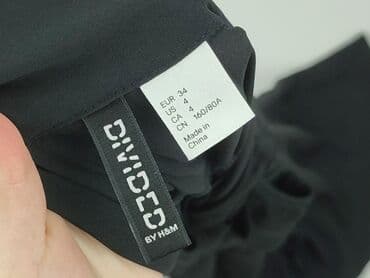 EUR 34
US 4
CA 4
CN 160/80A
Made in
China
DIVIDED
BY H&M